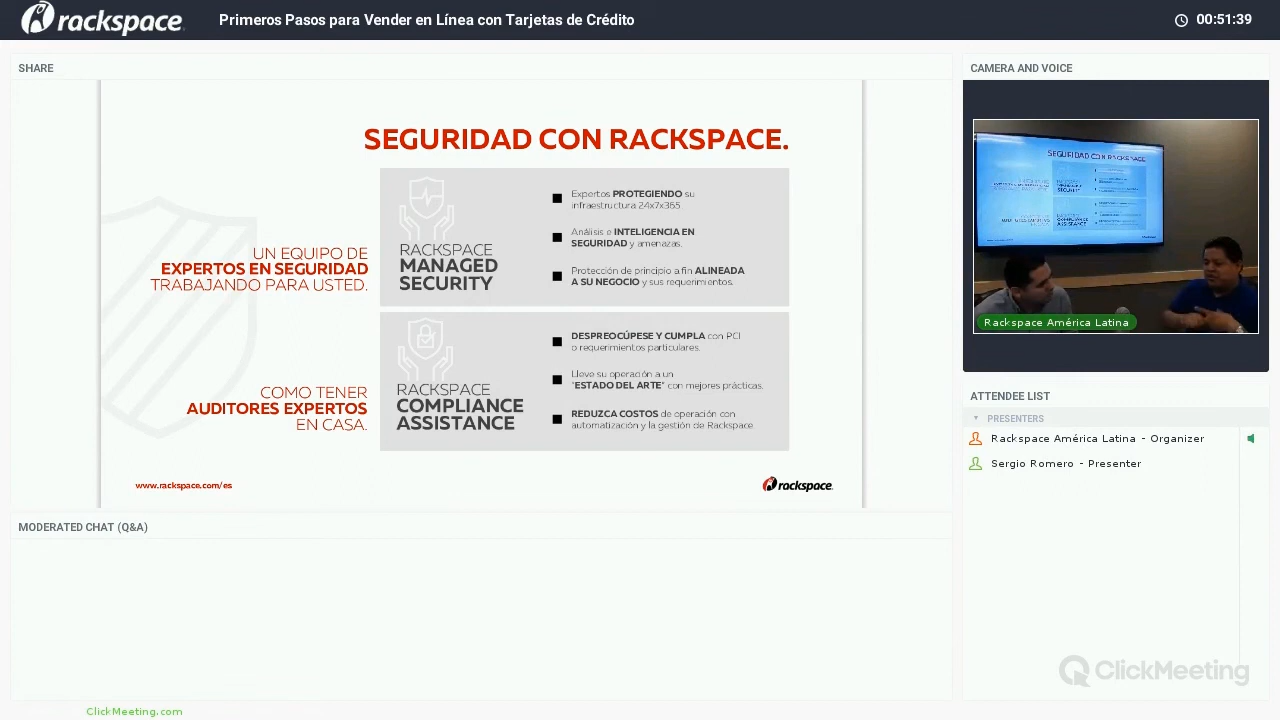 rackspace
Primeros Pasos para Vender en Línea con Tarjetas de Crédito
00:51:39
SHARE
SEGURIDAD CON RACKSPACE.
UN EQUIPO DE
EXPERTOS EN SEGURIDAD
TRABAJANDO PARA USTED.
RACKSPACE
MANAGED
SECURITY
Expertos PROTEGIENDO su
infraestructura 24x7x365.
Análisis e INTELIGENCIA EN
SEGURIDAD y amenazas.
Protección de principio a fin ALINEADA
A SU NEGOCIO y sus requerimientos.
COMO TENER
AUDITORES EXPERTOS
EN CASA.
RACKSPACE
COMPLIANCE
ASSISTANCE
DESPREOCÚPESE Y CUMPLA con PCI
o requerimientos particulares.
Lleve su operación a un
"ESTADO DEL ARTE" con mejores prácticas.
REDUZCA COSTOS de operación con
automatización y la gestión de Rackspace.
www.rackspace.com/es
rackspace.
CAMERA AND VOICE
SEGURIDAD CON RACKSPACE
Rackspace América Latina
ATTENDEE LIST
PRESENTERS
Rackspace América Latina - Organizer
Sergio Romero - Presenter
MODERATED CHAT (Q&A)
ClickMeeting
ClickMeeting.com